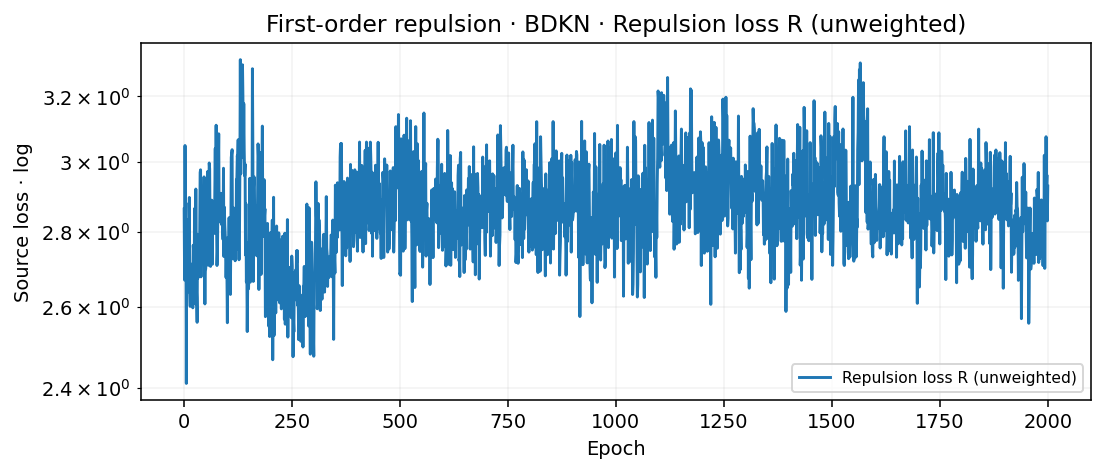 First-order repulsion · BDKN · Repulsion loss R (unweighted)
Source loss · log
3.2 × 10⁰
3 × 10⁰
2.8 × 10⁰
2.6 × 10⁰
2.4 × 10⁰
Repulsion loss R (unweighted)
0 250 500 750 1000 1250 1500 1750 2000
Epoch